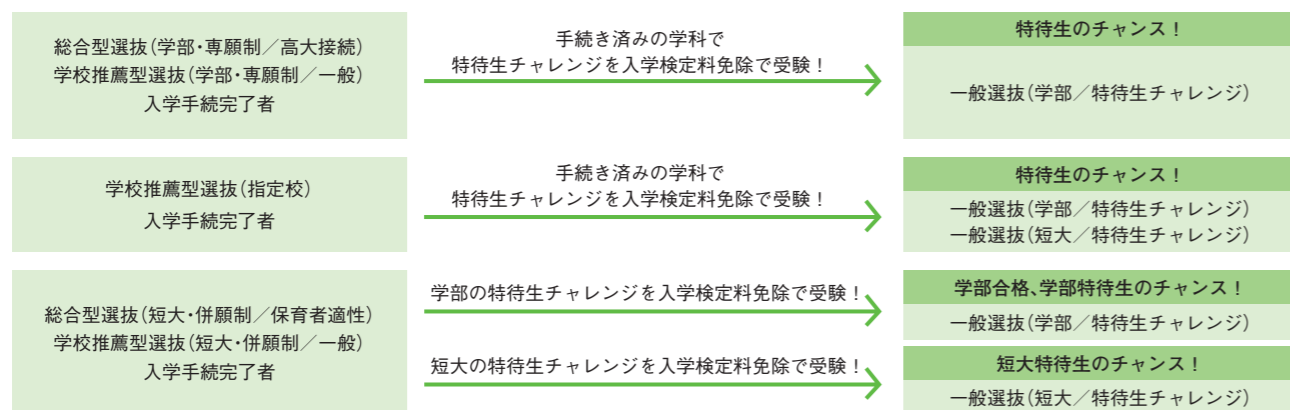 総合型選抜(学部・専願制／高大接続)
学校推薦型選抜(学部・専願制／一般)
入学手続完了者
手続き済みの学科で
特待生チャレンジを入学検定料免除で受験！
特待生のチャンス！
一般選抜(学部／特待生チャレンジ)
学校推薦型選抜(指定校)
入学手続完了者
手続き済みの学科で
特待生チャレンジを入学検定料免除で受験！
特待生のチャンス！
一般選抜(学部／特待生チャレンジ)
一般選抜(短大／特待生チャレンジ)
総合型選抜(短大・併願制／保育者適性)
学校推薦型選抜(短大・併願制／一般)
入学手続完了者
学部の特待生チャレンジを入学検定料免除で受験！
学部合格、学部特待生のチャンス！
一般選抜(学部／特待生チャレンジ)
短大の特待生チャレンジを入学検定料免除で受験！
短大特待生のチャンス！
一般選抜(短大／特待生チャレンジ)